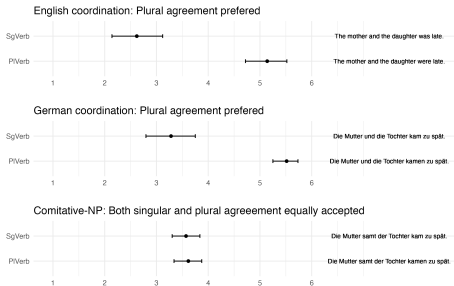 English coordination: Plural agreement prefered
SgVerb The mother and the daughter was late.
PlVerb The mother and the daughter were late.
1 2 3 4 5 6
German coordination: Plural agreement prefered
SgVerb Die Mutter und die Tochter kam zu spät.
PlVerb Die Mutter und die Tochter kamen zu spät.
1 2 3 4 5 6
Comitative-NP: Both singular and plural agreeement equally accepted
SgVerb Die Mutter samt der Tochter kam zu spät.
PlVerb Die Mutter samt der Tochter kamen zu spät.
1 2 3 4 5 6